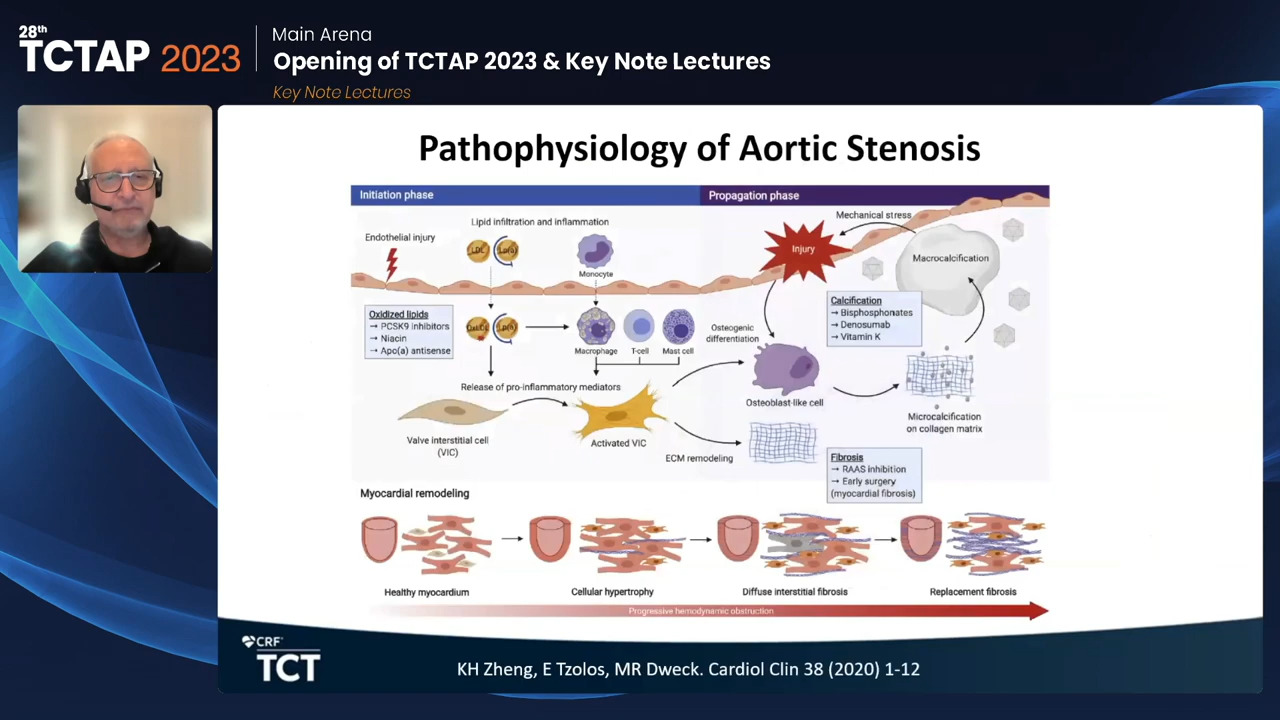 28th
TCTAP 2023
Main Arena
Opening of TCTAP 2023 & Key Note Lectures
Key Note Lectures
Pathophysiology of Aortic Stenosis
Initiation phase
Propagation phase
Lipid infiltration and inflammation
Endothelial injury
LDL
Lp(a)
Monocyte
Mechanical stress
Injury
Macrocalcification
Oxidized lipids
→ PCSK9 inhibitors
→ Niacin
→ Apo(a) antisense
OxLDL
Lp(a)
Macrophage
T-cell
Mast cell
Osteogenic
differentiation
Calcification
→ Bisphosphonates
→ Denosumab
→ Vitamin K
Release of pro-inflammatory mediators
Osteoblast-like cell
Microcalcification
on collagen matrix
Valve interstitial cell
(VIC)
Activated VIC
ECM remodeling
Fibrosis
→ RAAS inhibition
→ Early surgery
(myocardial fibrosis)
Myocardial remodeling
Healthy myocardium
Cellular hypertrophy
Diffuse interstitial fibrosis
Replacement fibrosis
Progressive hemodynamic obstruction
CRF
TCT
KH Zheng, E Tzolos, MR Dweck. Cardiol Clin 38 (2020) 1-12